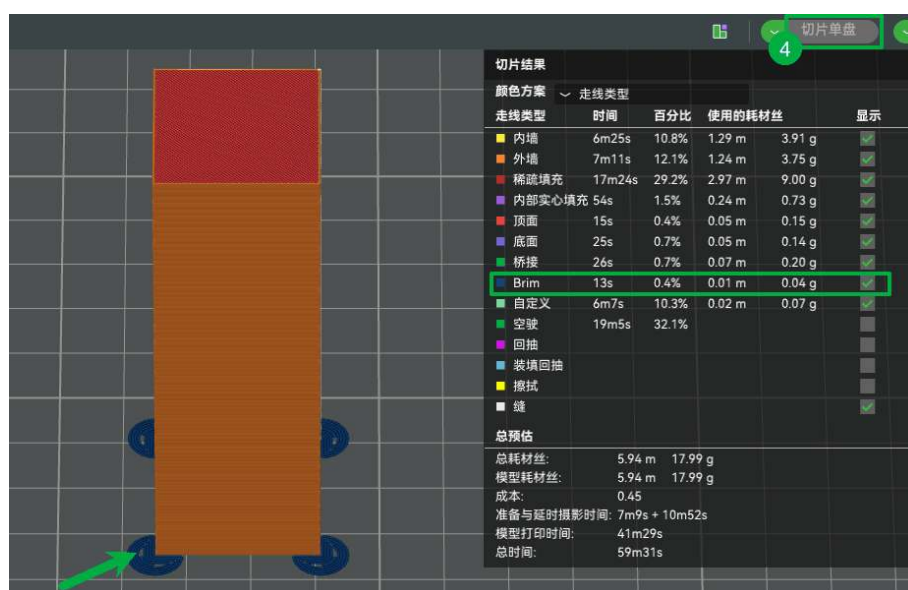 切片单盘
4
切片结果
颜色方案 走线类型
走线类型 时间 百分比 使用的耗材丝 显示
内墙 6m25s 10.8% 1.29 m 3.91 g
外墙 7m11s 12.1% 1.24 m 3.75 g
稀疏填充 17m24s 29.2% 2.97 m 9.00 g
内部实心填充 54s 1.5% 0.24 m 0.73 g
顶面 15s 0.4% 0.05 m 0.15 g
底面 25s 0.7% 0.05 m 0.14 g
桥接 26s 0.7% 0.07 m 0.20 g
Brim 13s 0.4% 0.01 m 0.04 g
自定义 6m7s 10.3% 0.02 m 0.07 g
空驶 19m5s 32.1%
回抽
装填回抽
擦拭
缝
总预估
总耗材丝: 5.94 m 17.99 g
模型耗材丝: 5.94 m 17.99 g
成本: 0.45
准备与延时摄影时间: 7m9s + 10m52s
模型打印时间: 41m29s
总时间: 59m31s